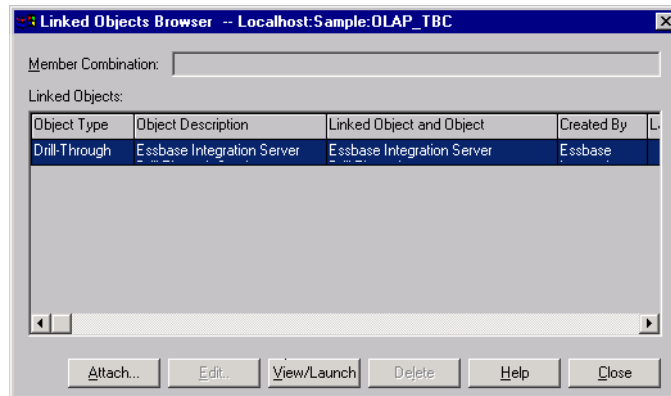 Linked Objects Browser -- Localhost:Sample:OLAP_TBC
Member Combination:
Linked Objects:
Object Type Object Description Linked Object and Object Created By
Drill-Through Essbase Integration Server Essbase Integration Server Essbase
Attach... Edit.. View/Launch Delete Help Close